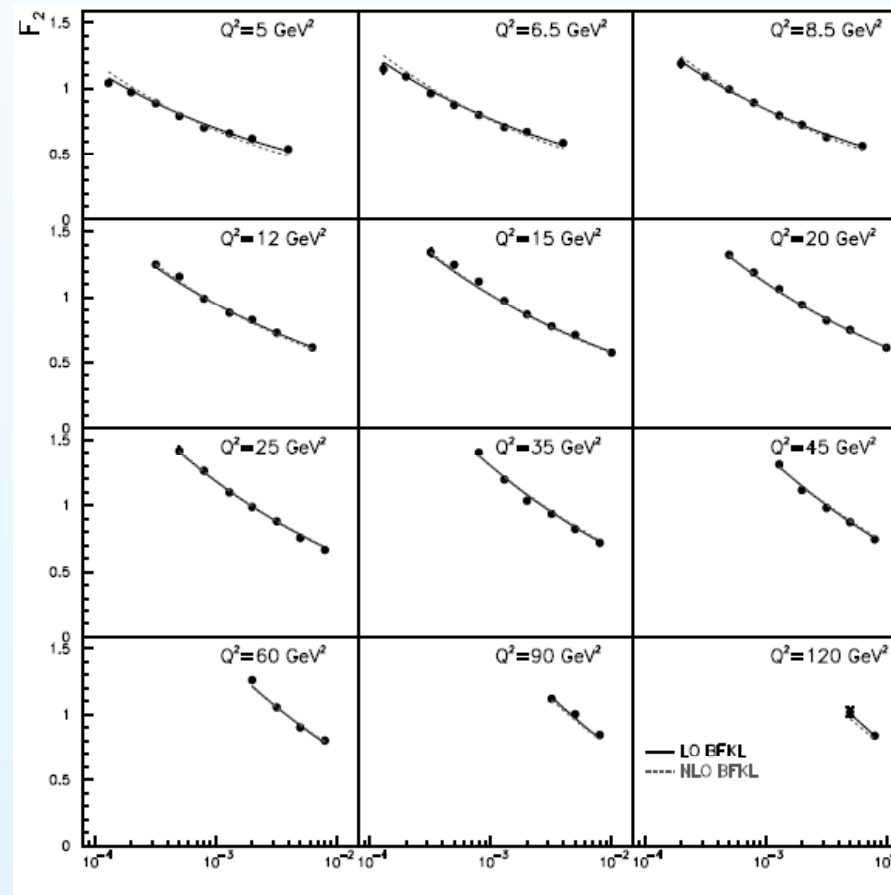 F₂
1.5
Q²=5 GeV²
Q²=6.5 GeV²
Q²=8.5 GeV²
1
0.5
0
1.5
Q²=12 GeV²
Q²=15 GeV²
Q²=20 GeV²
1
0.5
0
1.5
Q²=25 GeV²
Q²=35 GeV²
Q²=45 GeV²
1
0.5
0
1.5
Q²=60 GeV²
Q²=90 GeV²
Q²=120 GeV²
1
LO BFKL
NLO BFKL
0.5
0
10⁻⁴ 10⁻³ 10⁻² 10⁻⁴ 10⁻³ 10⁻² 10⁻⁴ 10⁻³